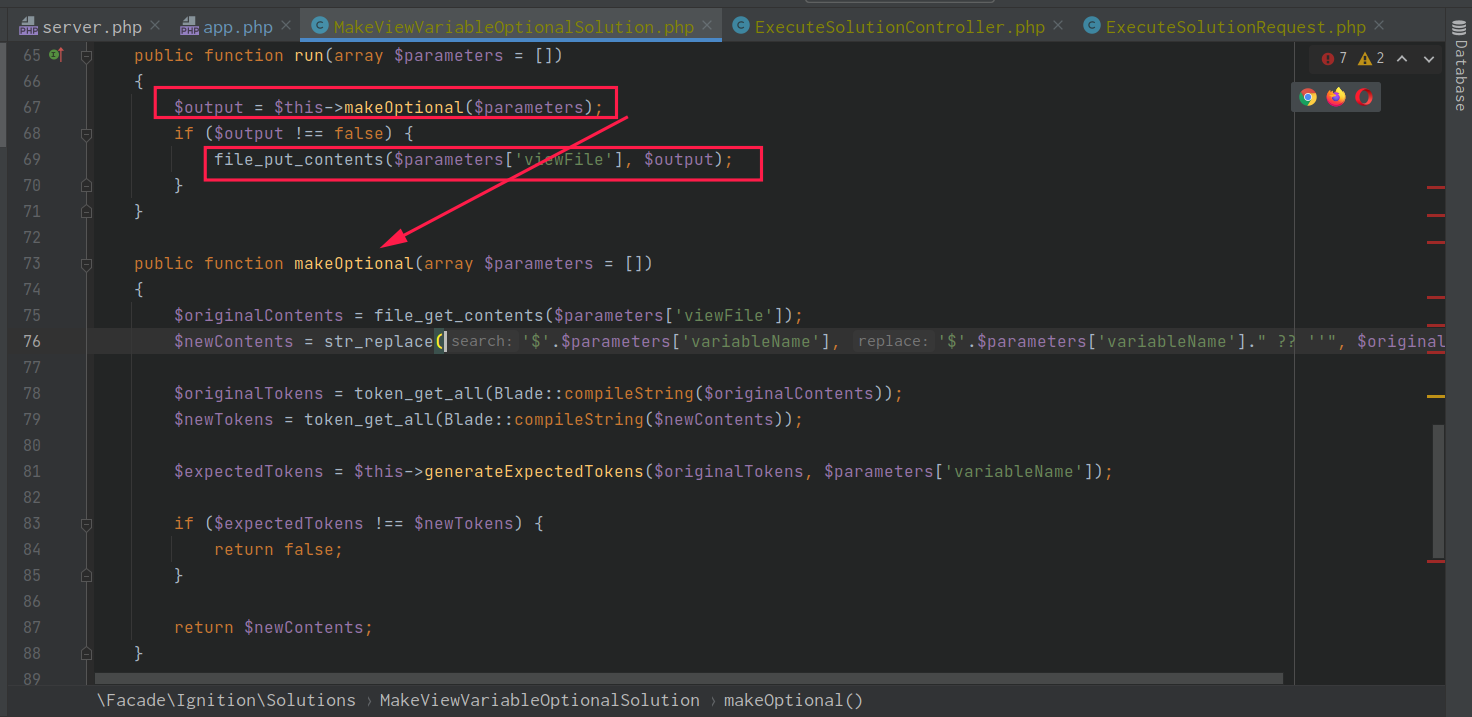 server.php app.php MakeViewVariableOptionalSolution.php ExecuteSolutionController.php ExecuteSolutionRequest.php
7 2
Database
65 public function run(array $parameters = [])
66 {
67 $output = $this->makeOptional($parameters);
68 if ($output !== false) {
69 file_put_contents($parameters['viewFile'], $output);
70 }
71 }
72
73 public function makeOptional(array $parameters = [])
74 {
75 $originalContents = file_get_contents($parameters['viewFile']);
76 $newContents = str_replace( search: '$'.$parameters['variableName'], replace: '$'.$parameters['variableName']." ?? ''", $original
77
78 $originalTokens = token_get_all(Blade::compileString($originalContents));
79 $newTokens = token_get_all(Blade::compileString($newContents));
80
81 $expectedTokens = $this->generateExpectedTokens($originalTokens, $parameters['variableName']);
82
83 if ($expectedTokens !== $newTokens) {
84 return false;
85 }
86
87 return $newContents;
88 }
89
\Facade\Ignition\Solutions › MakeViewVariableOptionalSolution › makeOptional()